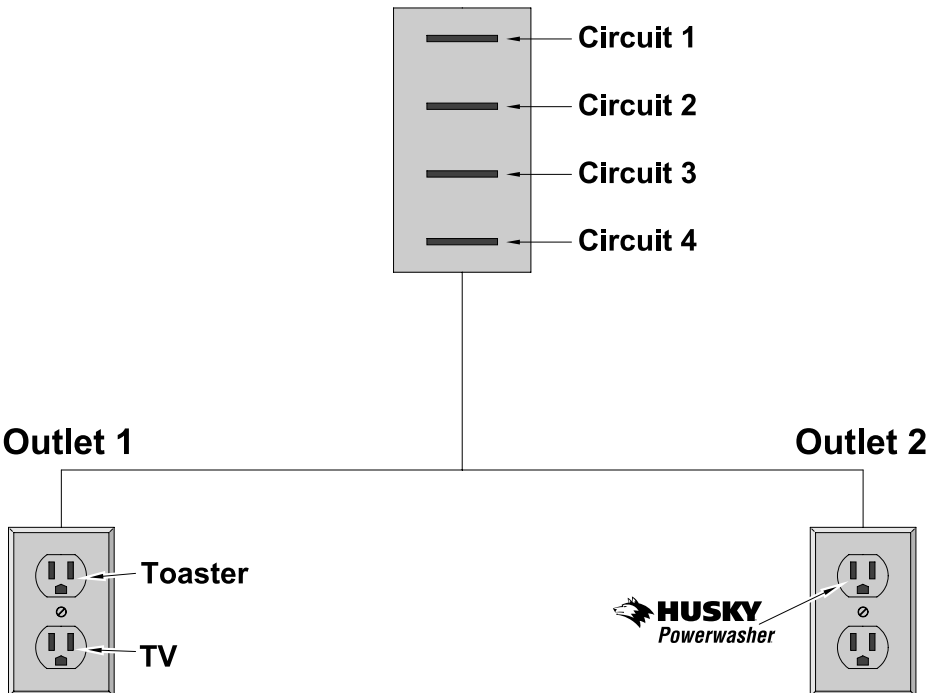 Circuit 1
Circuit 2
Circuit 3
Circuit 4
Outlet 1
Outlet 2
Toaster
TV
HUSKY
Powerwasher